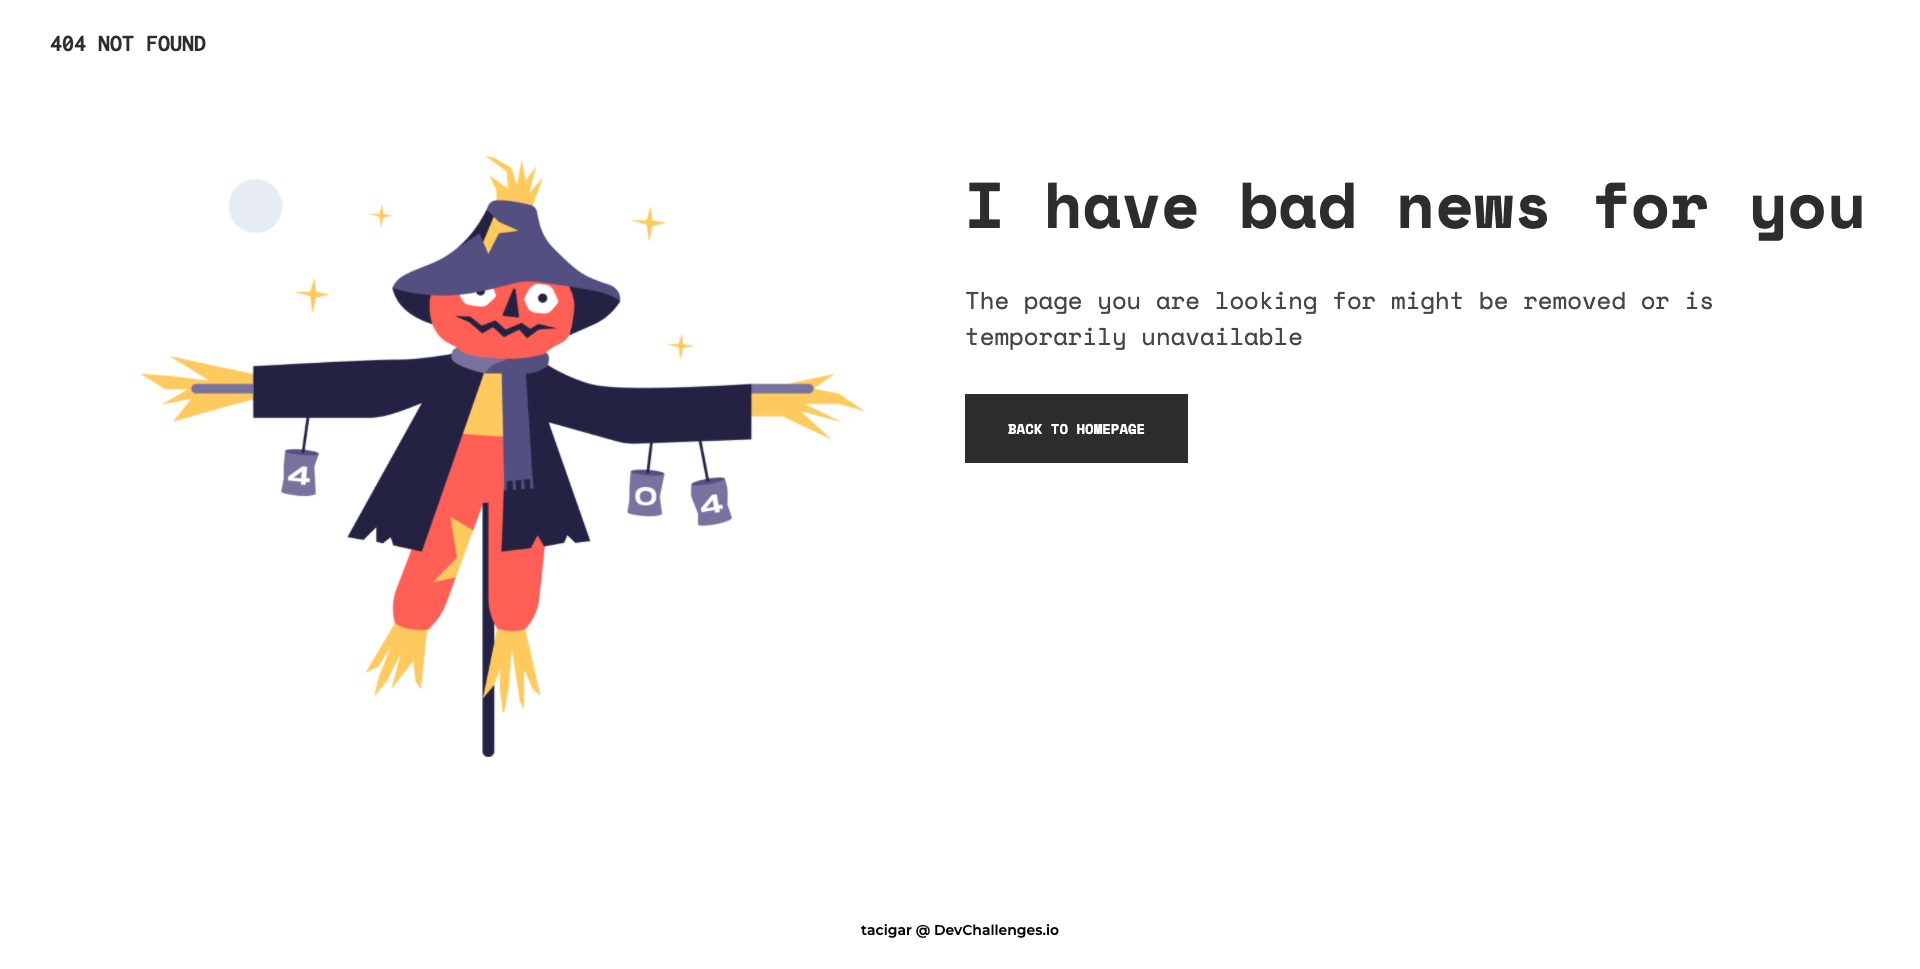 404 NOT FOUND
I have bad news for you
The page you are looking for might be removed or is
temporarily unavailable
BACK TO HOMEPAGE
4
0
4
tacigar @ DevChallenges.io